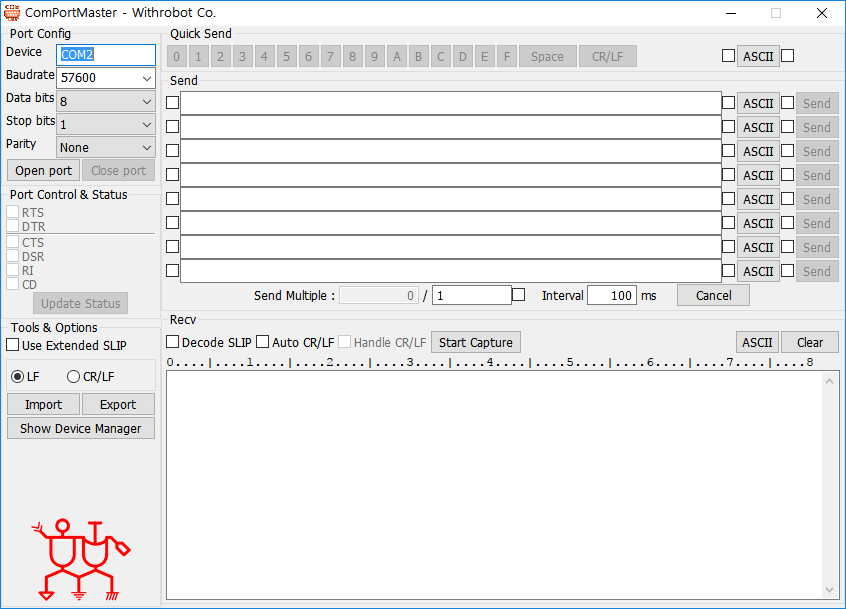 ComPortMaster - Withrobot Co.
Port Config
Device COM2
Baudrate 57600
Data bits 8
Stop bits 1
Parity None
Open port Close port
Port Control & Status
RTS
DTR
CTS
DSR
RI
CD
Update Status
Tools & Options
Use Extended SLIP
LF CR/LF
Import Export
Show Device Manager
Quick Send
0 1 2 3 4 5 6 7 8 9 A B C D E F Space CR/LF ASCII
Send
ASCII Send
ASCII Send
ASCII Send
ASCII Send
ASCII Send
ASCII Send
ASCII Send
ASCII Send
Send Multiple : 0 / 1 Interval 100 ms Cancel
Recv
Decode SLIP Auto CR/LF Handle CR/LF Start Capture ASCII Clear
0....|....1....|....2....|....3....|....4....|....5....|....6....|....7....|....8